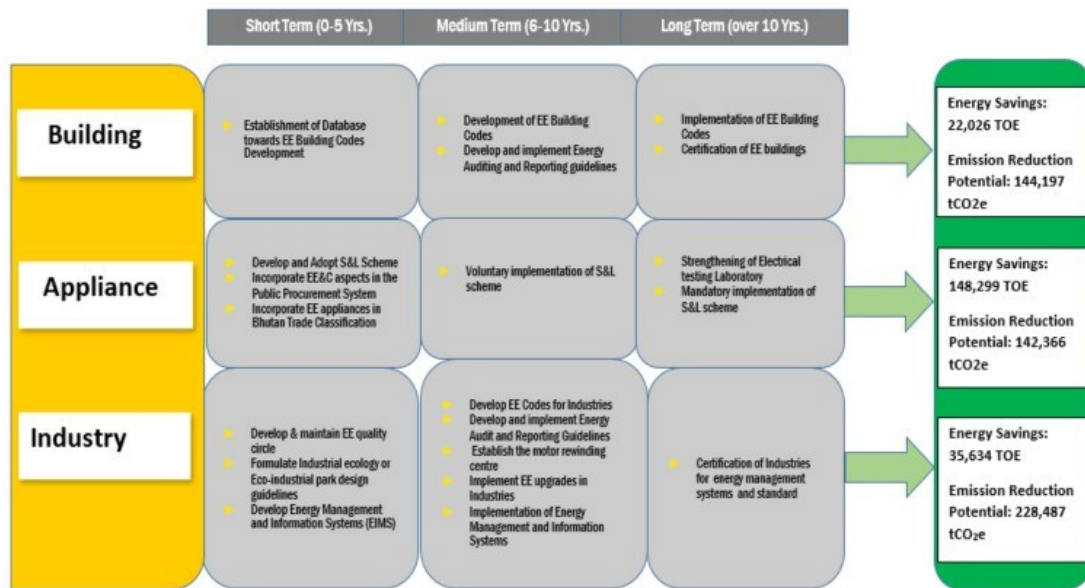 Short Term (0-5 Yrs.)
Medium Term (6-10 Yrs.)
Long Term (over 10 Yrs.)
Building
Establishment of Database
towards EE Building Codes
Development
Development of EE Building
Codes
Develop and implement Energy
Auditing and Reporting guidelines
Implementation of EE Building
Codes
Certification of EE buildings
Energy Savings:
22,026 TOE
Emission Reduction
Potential: 144,197
tCO2e
Appliance
Develop and Adopt S&L Scheme
Incorporate EE&C aspects in the
Public Procurement System
Incorporate EE appliances in
Bhutan Trade Classification
Voluntary implementation of S&L
scheme
Strengthening of Electrical
testing Laboratory
Mandatory implementation of
S&L scheme
Energy Savings:
148,299 TOE
Emission Reduction
Potential: 142,366
tCO2e
Industry
Develop & maintain EE quality
circle
Formulate Industrial ecology or
Eco-industrial park design
guidelines
Develop Energy Management
and Information Systems (EIMS)
Develop EE Codes for Industries
Develop and implement Energy
Audit and Reporting Guidelines
Establish the motor rewinding
centre
Implement EE upgrades in
Industries
Implementation of Energy
Management and Information
Systems
Certification of Industries
for energy management
systems and standard
Energy Savings:
35,634 TOE
Emission Reduction
Potential: 228,487
tCO₂e